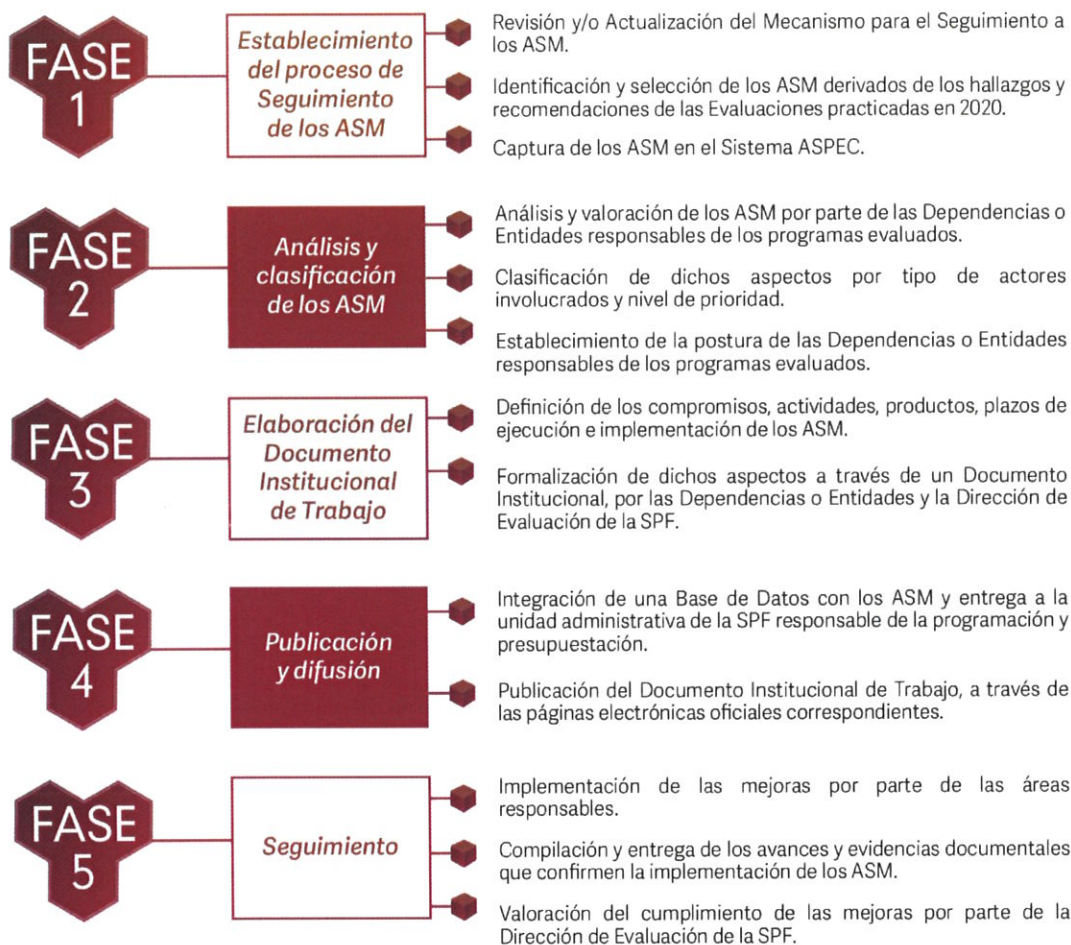 FASE
1
Establecimiento
del proceso de
Seguimiento
de los ASM
Revisión y/o Actualización del Mecanismo para el Seguimiento a
los ASM.
Identificación y selección de los ASM derivados de los hallazgos y
recomendaciones de las Evaluaciones practicadas en 2020.
Captura de los ASM en el Sistema ASPEC.
FASE
2
Análisis y
clasificación
de los ASM
Análisis y valoración de los ASM por parte de las Dependencias o
Entidades responsables de los programas evaluados.
Clasificación de dichos aspectos por tipo de actores
involucrados y nivel de prioridad.
Establecimiento de la postura de las Dependencias o Entidades
responsables de los programas evaluados.
FASE
3
Elaboración del
Documento
Institucional
de Trabajo
Definición de los compromisos, actividades, productos, plazos de
ejecución e implementación de los ASM.
Formalización de dichos aspectos a través de un Documento
Institucional, por las Dependencias o Entidades y la Dirección de
Evaluación de la SPF.
FASE
4
Publicación
y difusión
Integración de una Base de Datos con los ASM y entrega a la
unidad administrativa de la SPF responsable de la programación y
presupuestación.
Publicación del Documento Institucional de Trabajo, a través de
las páginas electrónicas oficiales correspondientes.
FASE
5
Seguimiento
Implementación de las mejoras por parte de las áreas
responsables.
Compilación y entrega de los avances y evidencias documentales
que confirmen la implementación de los ASM.
Valoración del cumplimiento de las mejoras por parte de la
Dirección de Evaluación de la SPF.